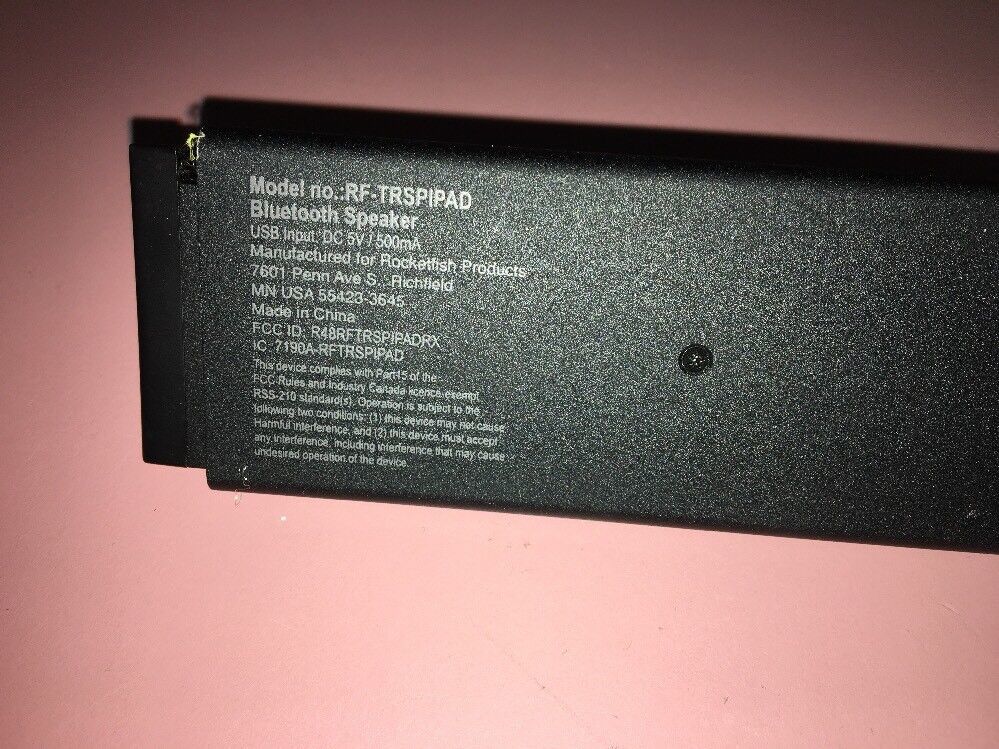 Model no.:RF-TRSPIPAD
Bluetooth Speaker
USB Input: DC 5V / 500mA
Manufactured for Rocketfish Products
7601 Penn Ave S., Richfield
MN USA 55423-3645
Made in China
FCC ID: R48RFTRSPIPADRX
IC: 7190A-RFTRSPIPAD
This device complies with Part15 of the
FCC Rules and Industry Canada licence exempt
RSS-210 standard(s). Operation is subject to the
following two conditions: (1) this device may not cause
Harmful interference, and (2) this device must accept
any interference, including interference that may cause
undesired operation of the device.